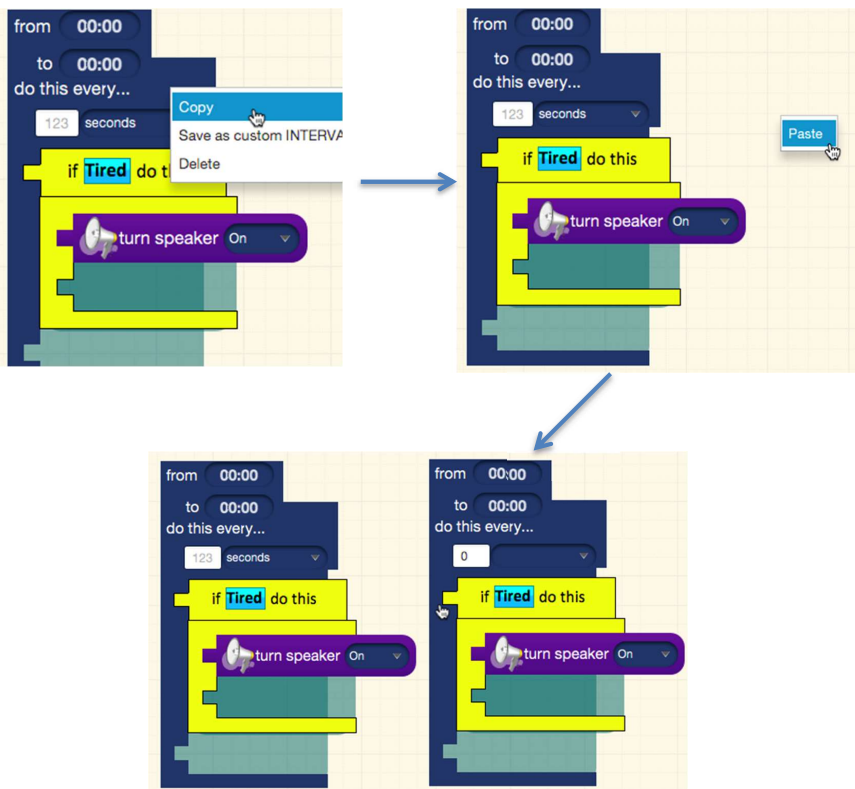 from 00:00
to 00:00
do this every...
123 seconds
Copy
Save as custom INTERVA
Delete
if Tired do t
turn speaker On
from 00:00
to 00:00
do this every...
123 seconds
Paste
if Tired do this
turn speaker On
from 00:00
to 00:00
do this every...
123 seconds
if Tired do this
turn speaker On
from 00:00
to 00:00
do this every...
0
if Tired do this
turn speaker On